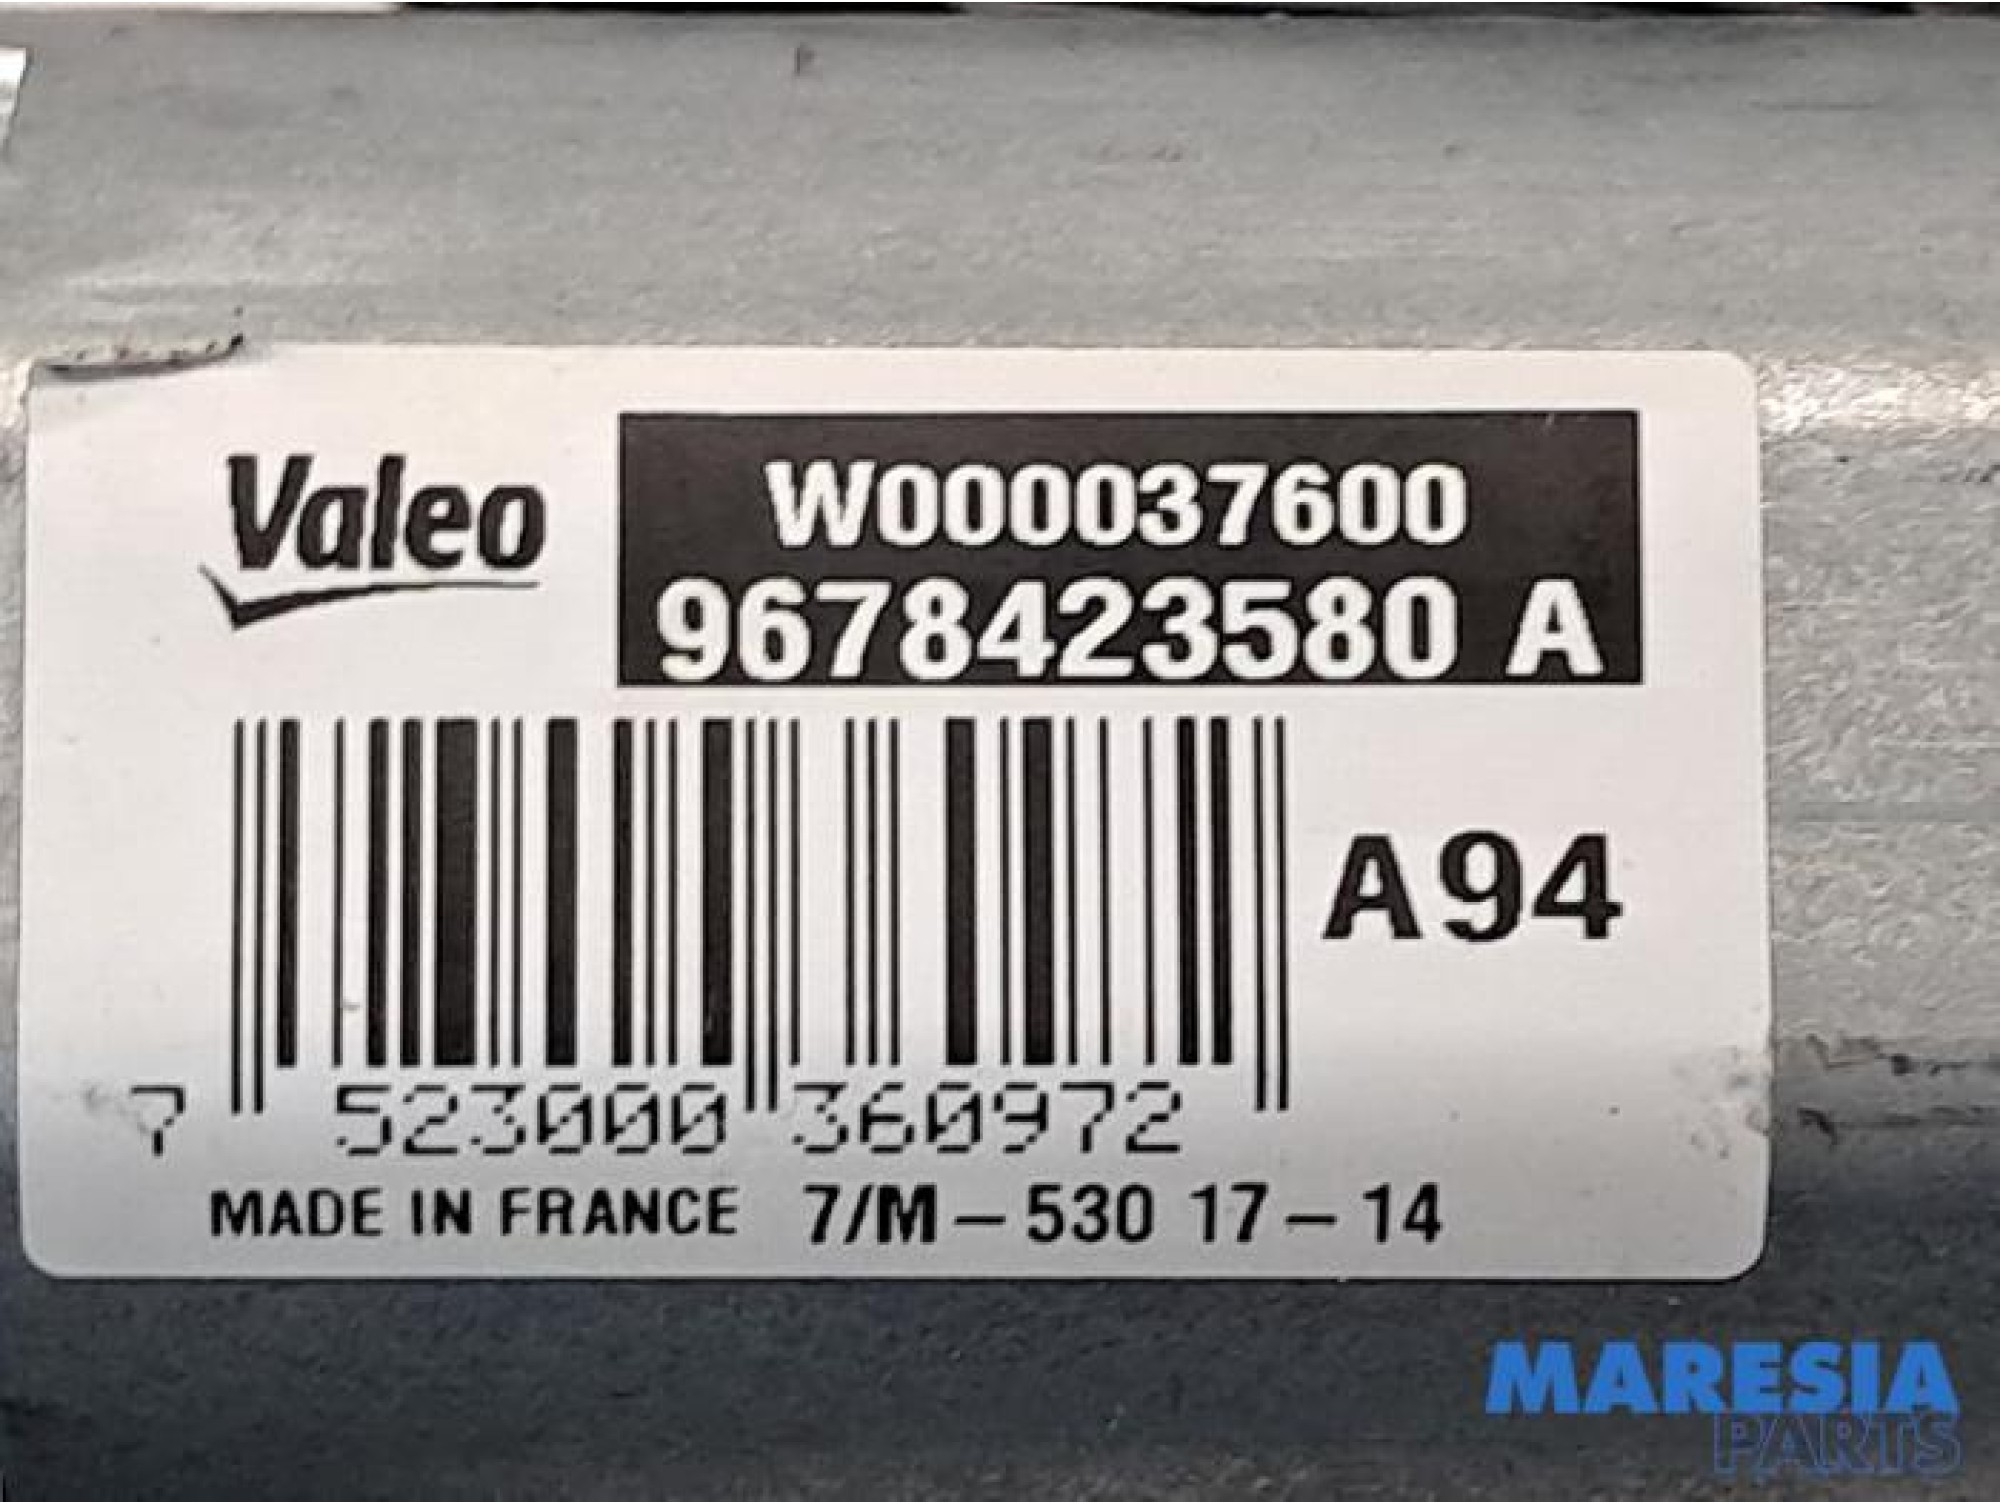 Valeo
W000037600
9678423580 A
A94
7 523000 360972
MADE IN FRANCE 7/M-530 17-14
MARESIA
PARTS